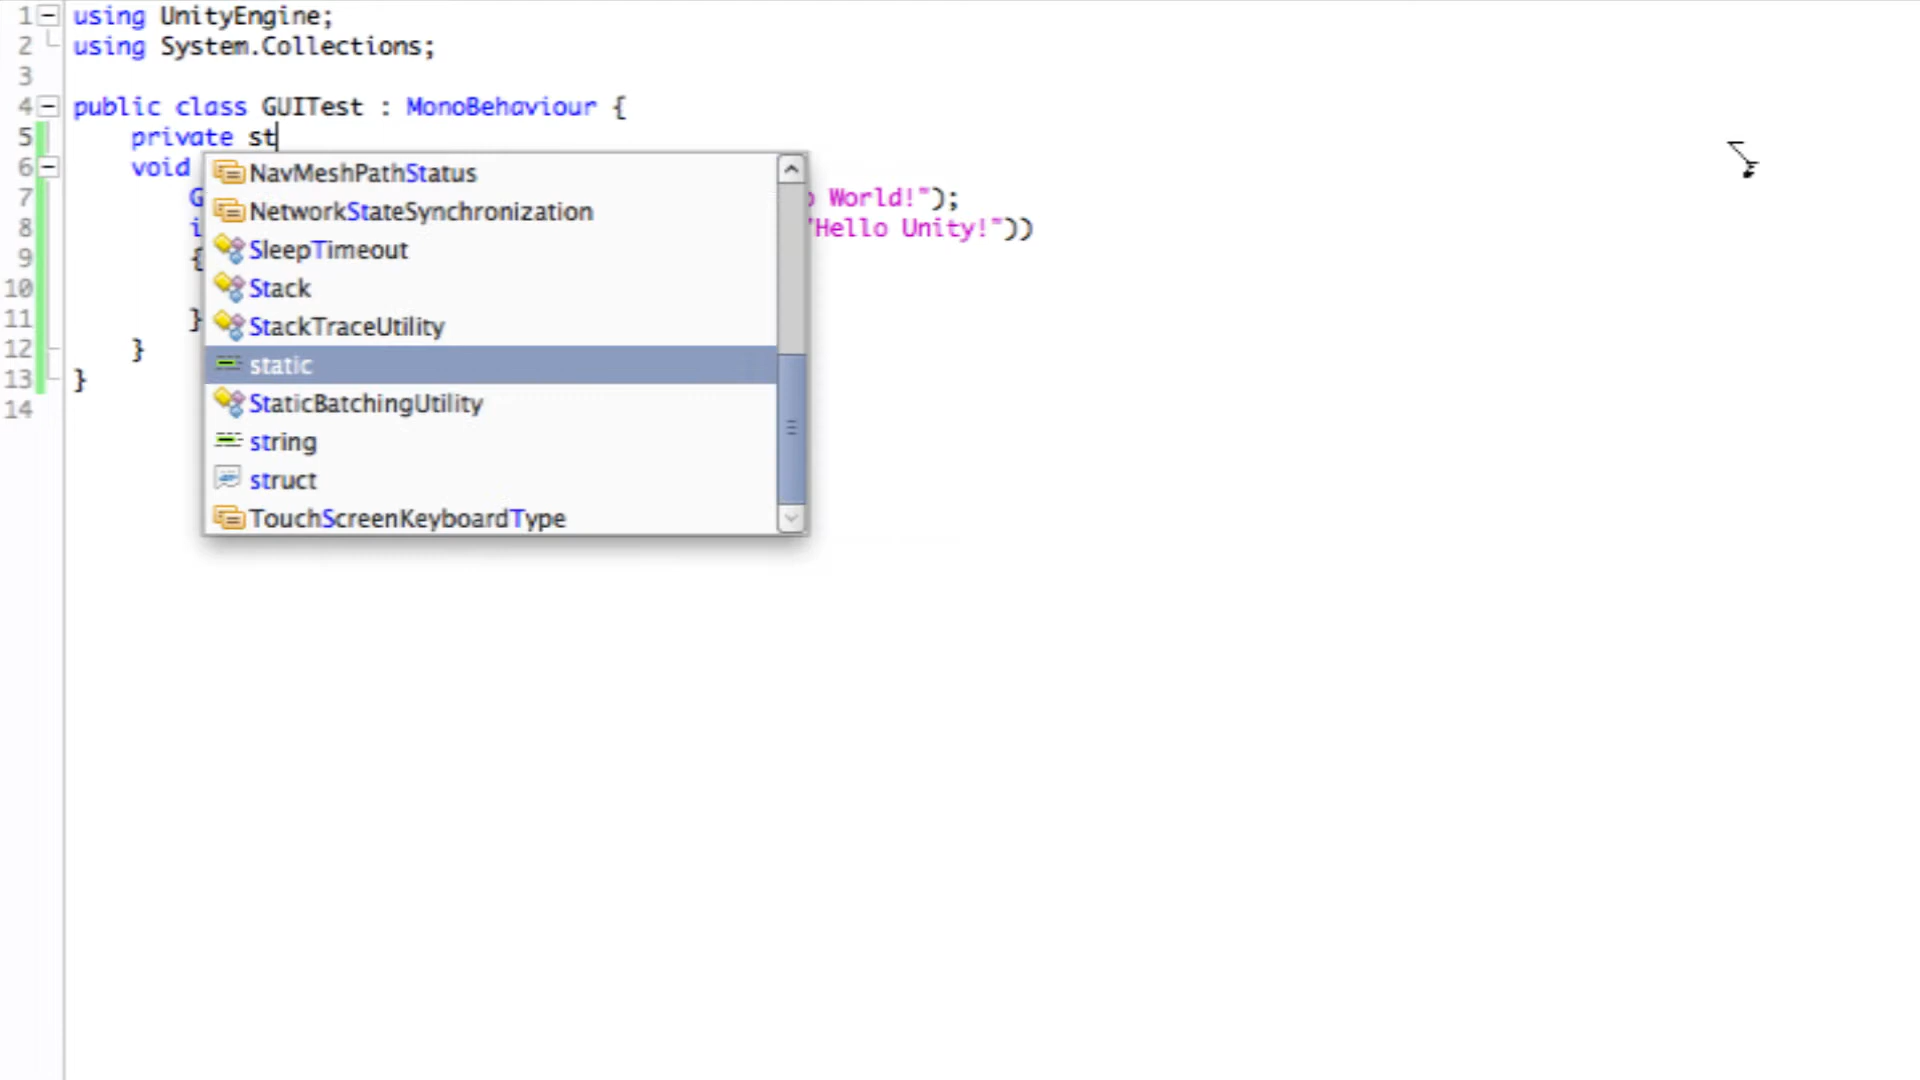 1 using UnityEngine;
2 using System.Collections;
3
4 public class GUITest : MonoBehaviour {
5 private st
6 void
7 G World!");
8 i "Hello Unity!"))
9 {
10
11 }
12 }
13 }
14
NavMeshPathStatus
NetworkStateSynchronization
SleepTimeout
Stack
StackTraceUtility
static
StaticBatchingUtility
string
struct
TouchScreenKeyboardType